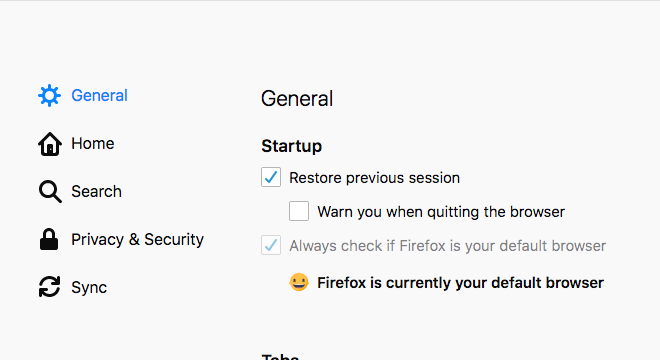 General
Home
Search
Privacy & Security
Sync
General
Startup
Restore previous session
Warn you when quitting the browser
Always check if Firefox is your default browser
Firefox is currently your default browser
Tabs